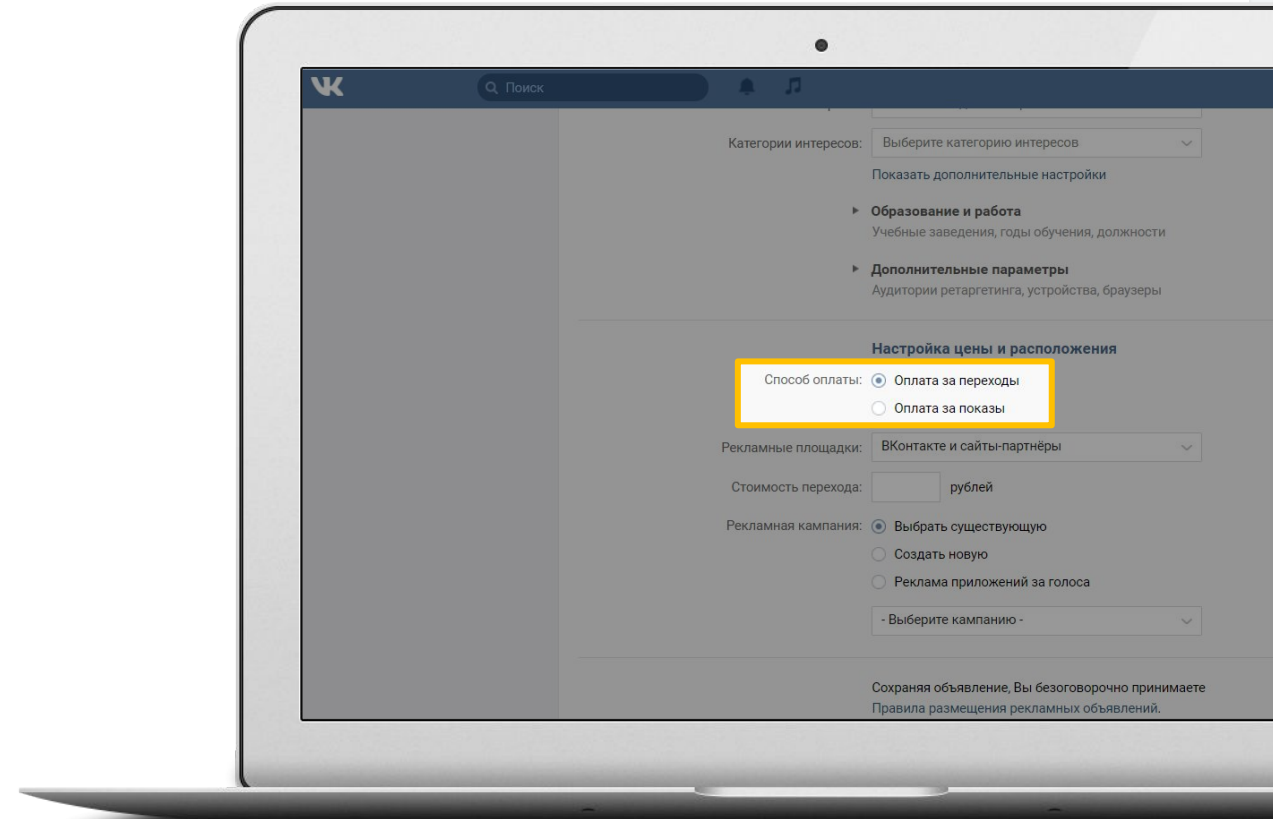 Поиск
Категории интересов: Выберите категорию интересов
Показать дополнительные настройки
Образование и работа
Учебные заведения, годы обучения, должности
Дополнительные параметры
Аудитории ретаргетинга, устройства, браузеры
Настройка цены и расположения
Способ оплаты: Оплата за переходы
Оплата за показы
Рекламные площадки: ВКонтакте и сайты-партнёры
Стоимость перехода: рублей
Рекламная кампания: Выбрать существующую
Создать новую
Реклама приложений за голоса
- Выберите кампанию -
Сохраняя объявление, Вы безоговорочно принимаете
Правила размещения рекламных объявлений.